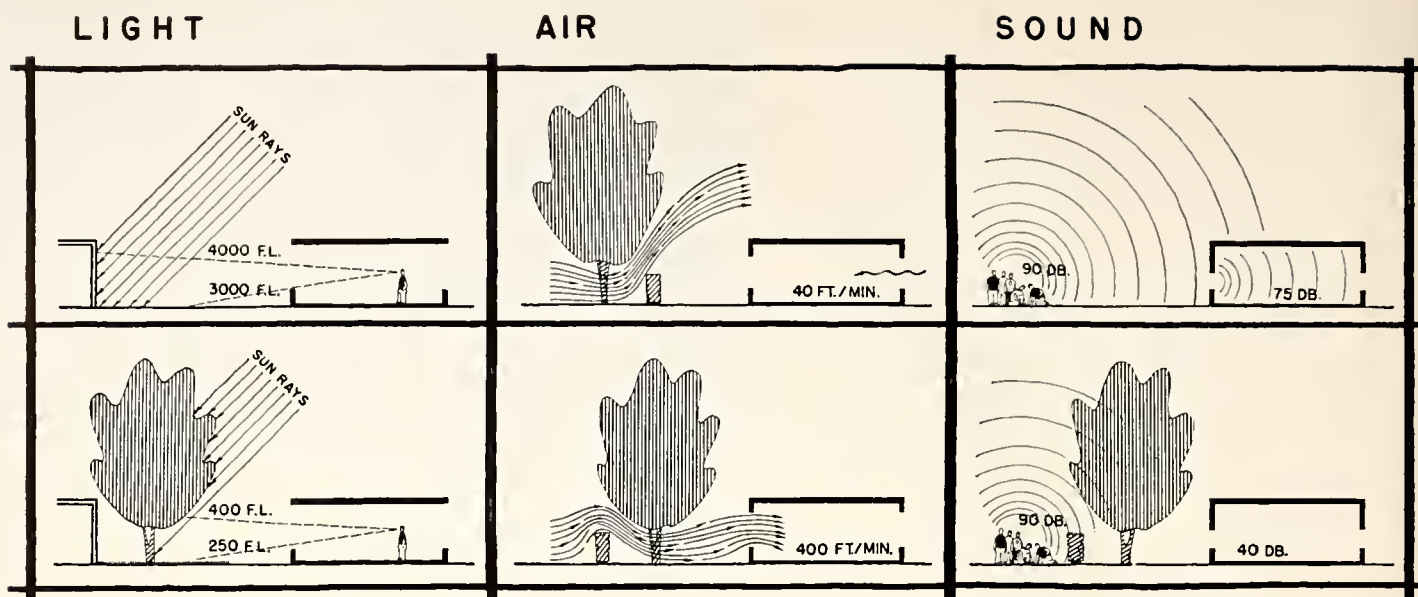 LIGHT
AIR
SOUND
SUN RAYS
4000 F.L.
3000 F.L.
40 FT./MIN.
90 DB.
75 DB.
SUN RAYS
400 F.L.
250 F.L.
400 FT./MIN.
90 DB.
40 DB.